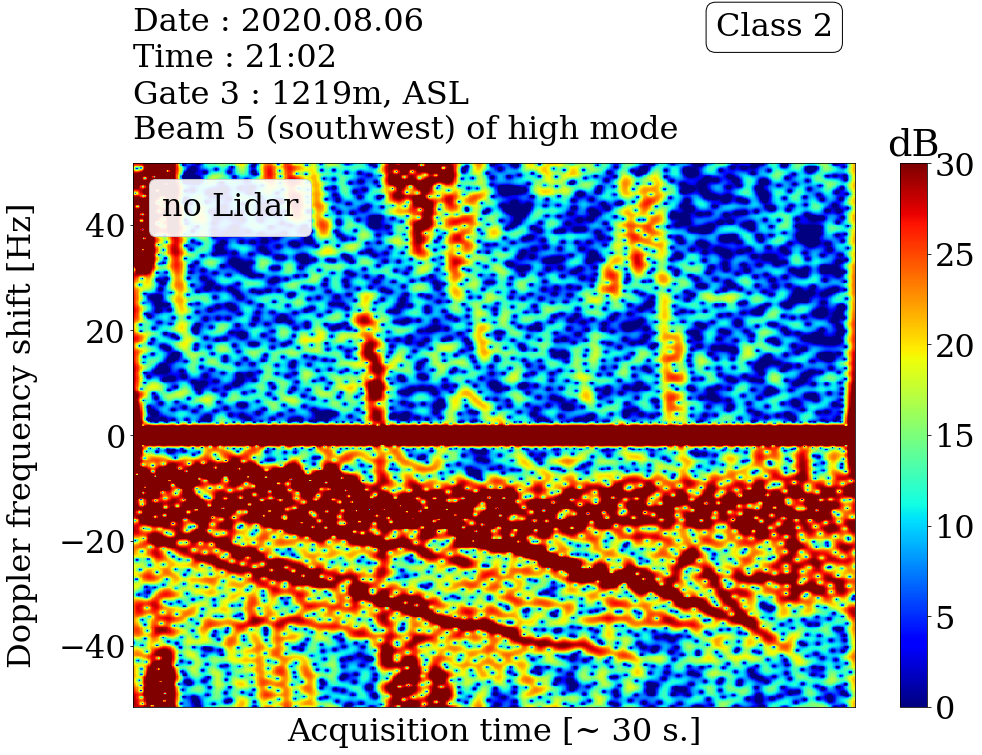 Date : 2020.08.06
Time : 21:02
Gate 3 : 1219m, ASL
Beam 5 (southwest) of high mode
Class 2
dB
no Lidar
Doppler frequency shift [Hz]
40
20
0
−20
−40
30
25
20
15
10
5
0
Acquisition time [~ 30 s.]